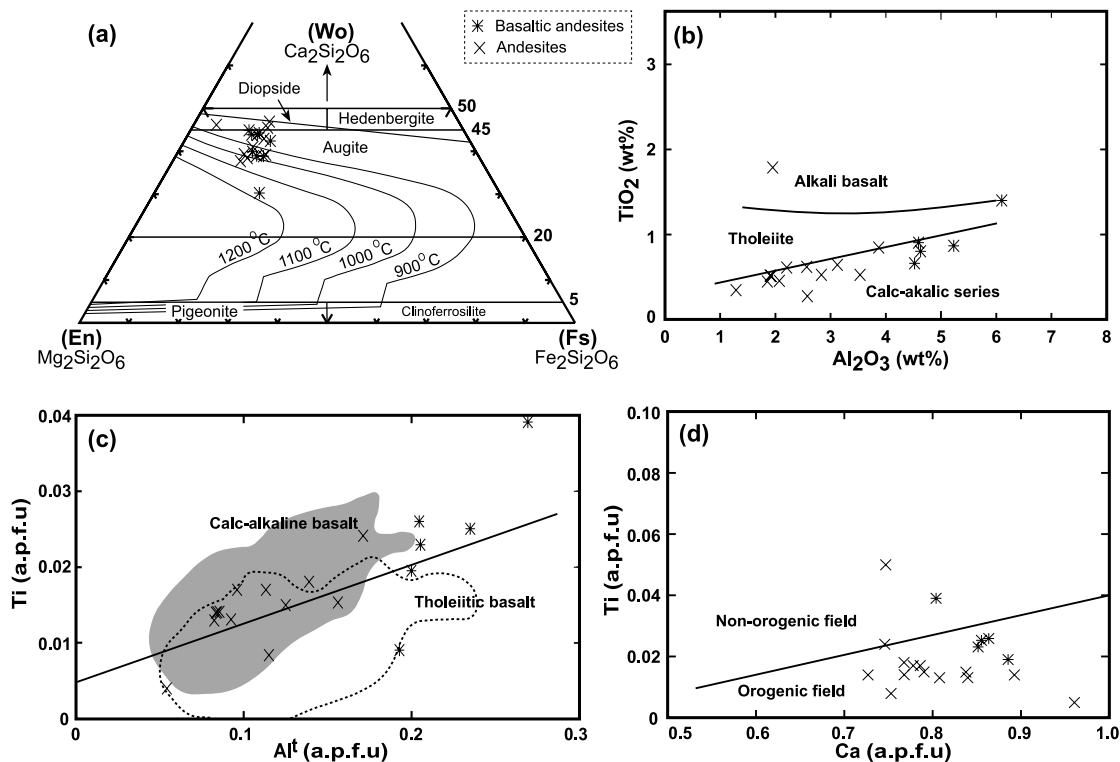 (a)
(Wo)
Ca2Si2O6
Basaltic andesites
Andesites
Diopside
50
Hedenbergite
45
Augite
20
1200 °C
1100 °C
1000 °C
900 °C
5
Pigeonite
Clinoferrosilite
(En)
Mg2Si2O6
(Fs)
Fe2Si2O6
(b)
TiO2 (wt%)
3
2
1
0
Alkali basalt
Tholeiite
Calc-akalic series
0 1 2 3 4 5 6 7 8
Al2O3 (wt%)
(c)
Ti (a.p.f.u)
0.04
0.03
0.02
0.01
0
Calc-alkaline basalt
Tholeiitic basalt
0 0.1 0.2 0.3
Alt (a.p.f.u)
(d)
Ti (a.p.f.u)
0.10
0.08
0.06
0.04
0.02
0
Non-orogenic field
Orogenic field
0.5 0.6 0.7 0.8 0.9 1.0
Ca (a.p.f.u)